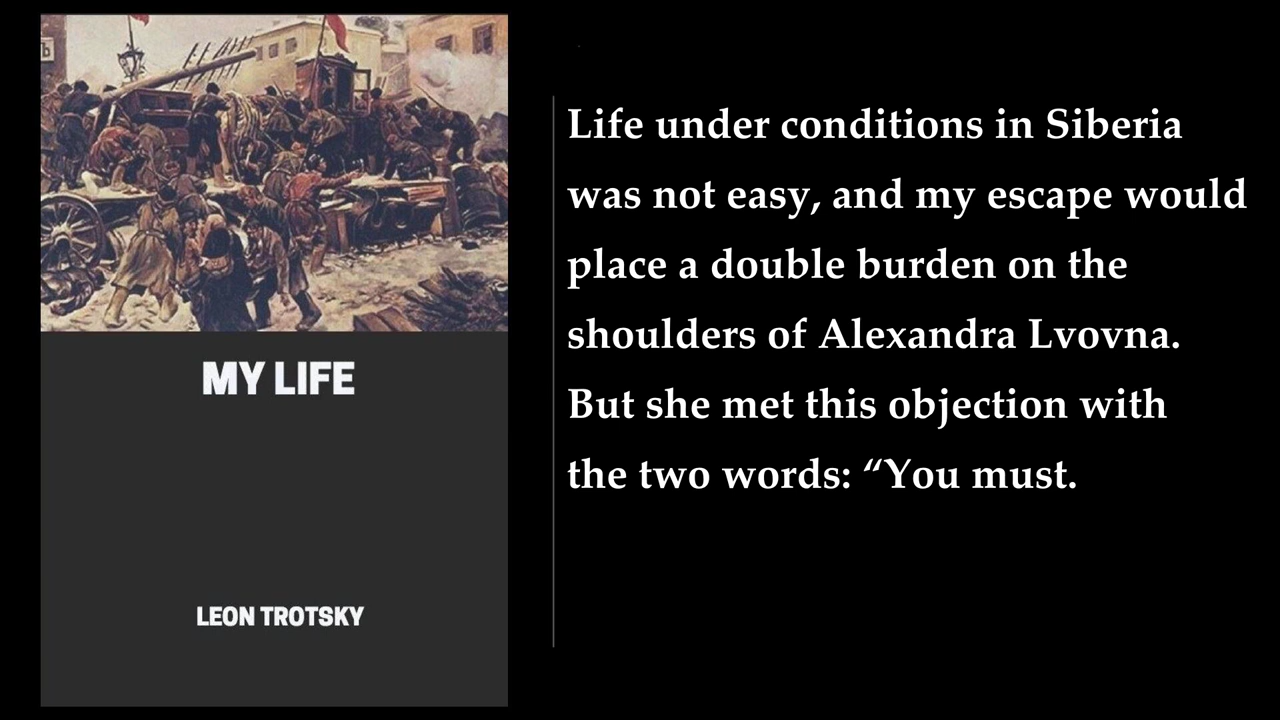 MY LIFE
LEON TROTSKY
Life under conditions in Siberia
was not easy, and my escape would
place a double burden on the
shoulders of Alexandra Lvovna.
But she met this objection with
the two words: “You must.